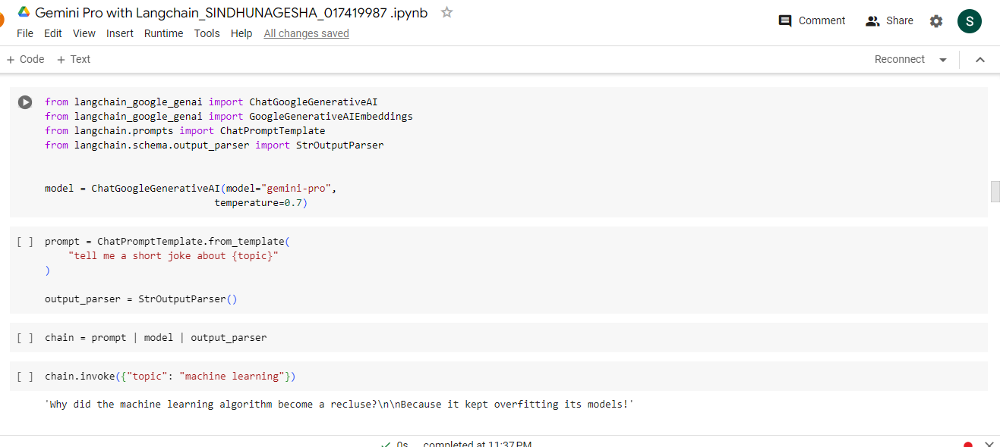 Gemini Pro with Langchain_SINDHUNAGESHA_017419987 .ipynb
Comment Share S
File Edit View Insert Runtime Tools Help All changes saved
+ Code + Text Reconnect
from langchain_google_genai import ChatGoogleGenerativeAI
from langchain_google_genai import GoogleGenerativeAIEmbeddings
from langchain.prompts import ChatPromptTemplate
from langchain.schema.output_parser import StrOutputParser
model = ChatGoogleGenerativeAI(model="gemini-pro",
temperature=0.7)
[ ] prompt = ChatPromptTemplate.from_template(
"tell me a short joke about {topic}"
)
output_parser = StrOutputParser()
[ ] chain = prompt | model | output_parser
[ ] chain.invoke({"topic": "machine learning"})
'Why did the machine learning algorithm become a recluse?\n\nBecause it kept overfitting its models!'
0s completed at 11:37 PM